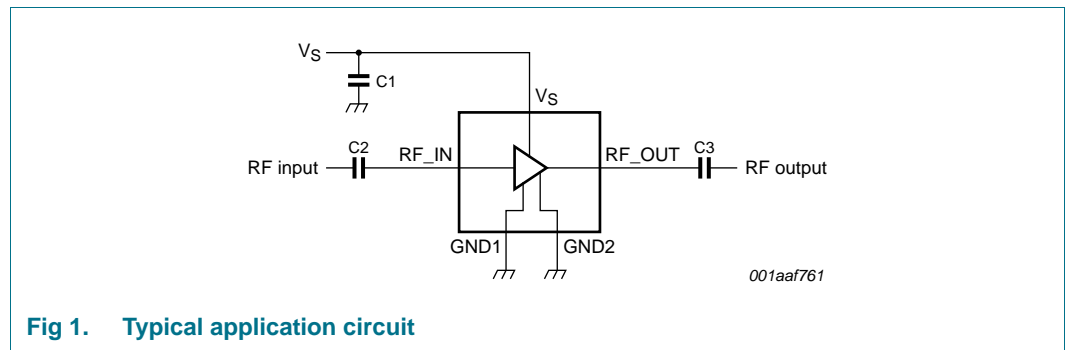 VS
C1
VS
C2
RF_IN
RF_OUT
C3
RF input
RF output
GND1
GND2
001aaf761
Fig 1. Typical application circuit